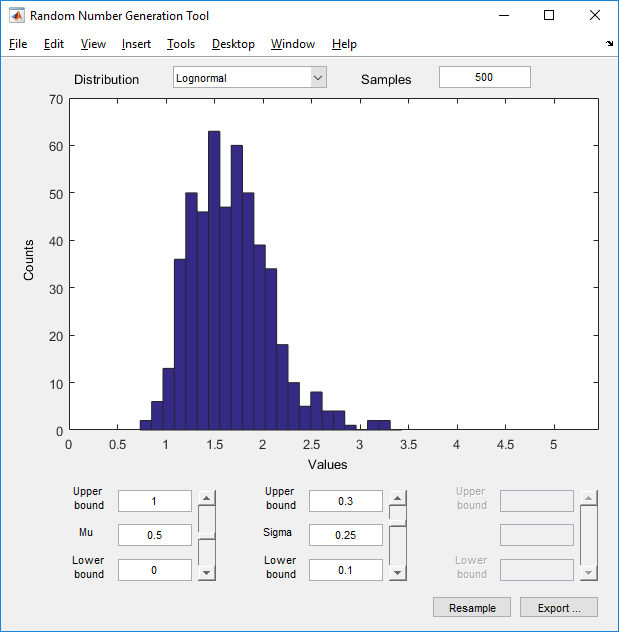 Random Number Generation Tool
File Edit View Insert Tools Desktop Window Help
Distribution Lognormal Samples 500
70
60
50
40
30
20
10
0
Counts
0 0.5 1 1.5 2 2.5 3 3.5 4 4.5 5
Values
Upper bound 1 Upper bound 0.3 Upper bound
Mu 0.5 Sigma 0.25
Lower bound 0 Lower bound 0.1 Lower bound
Resample Export ...